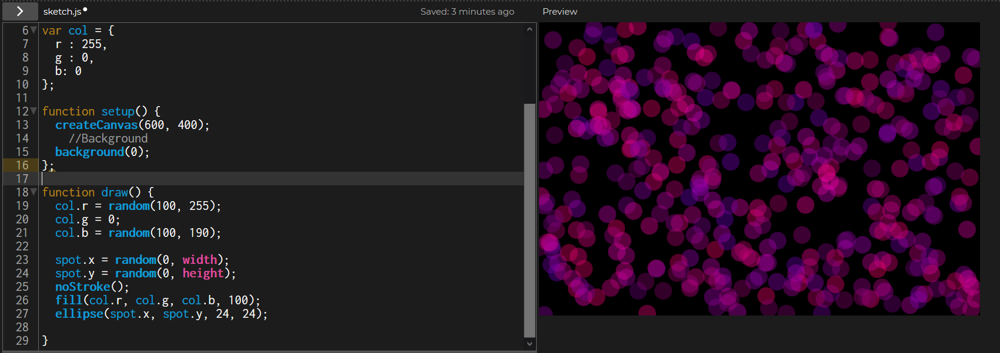 sketch.js Saved: 3 minutes ago Preview
6 var col = {
7 r : 255,
8 g : 0,
9 b: 0
10 };
11
12 function setup() {
13 createCanvas(600, 400);
14 //Background
15 background(0);
16 };
17
18 function draw() {
19 col.r = random(100, 255);
20 col.g = 0;
21 col.b = random(100, 190);
22
23 spot.x = random(0, width);
24 spot.y = random(0, height);
25 noStroke();
26 fill(col.r, col.g, col.b, 100);
27 ellipse(spot.x, spot.y, 24, 24);
28
29 }